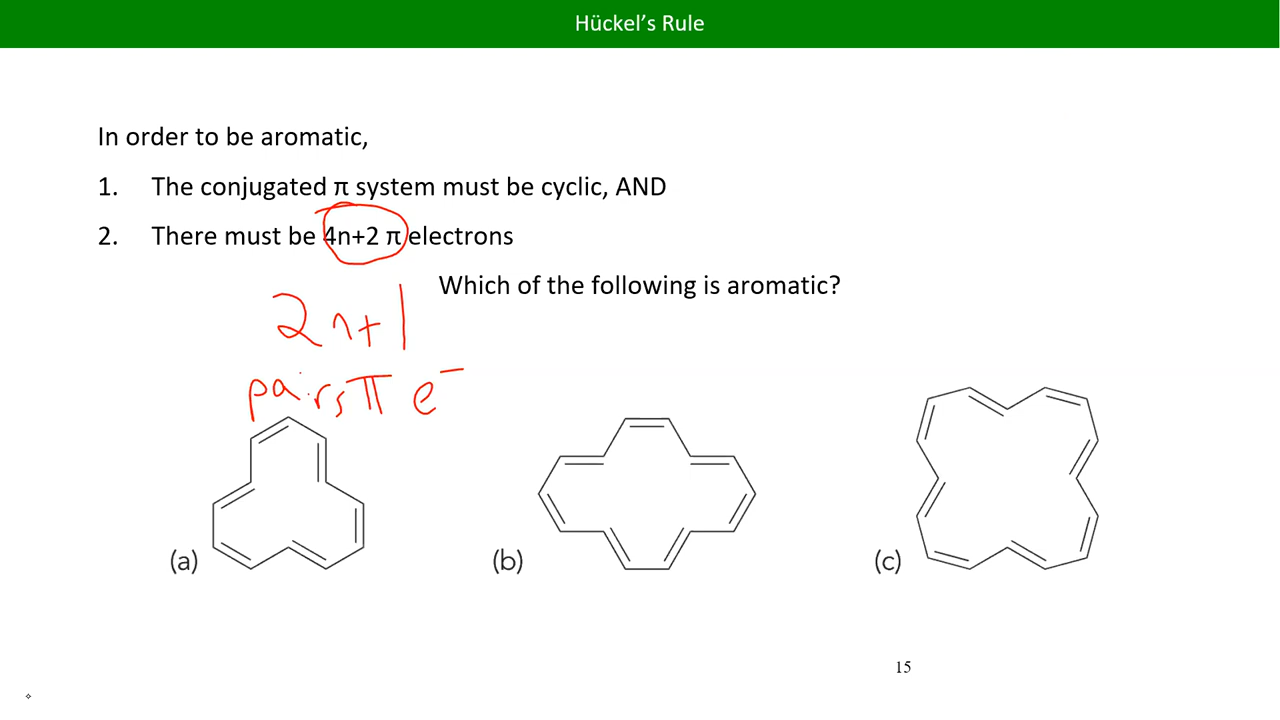 Hückel's Rule
In order to be aromatic,
1. The conjugated π system must be cyclic, AND
2. There must be 4n+2 π electrons
Which of the following is aromatic?
2n+1
pairs π e⁻
(a)
(b)
(c)
15